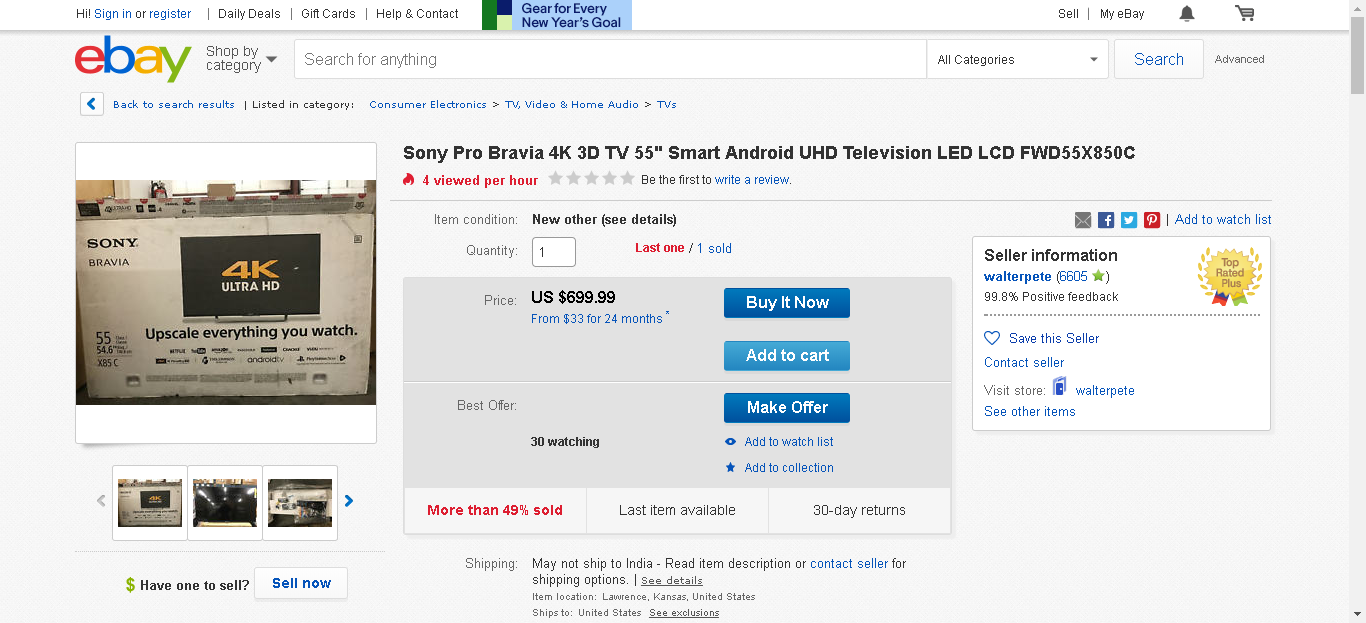 Hi! Sign in or register | Daily Deals | Gift Cards | Help & Contact
Gear for Every
New Year's Goal
Sell | My eBay
ebay
Shop by
category
Search for anything
All Categories
Search
Advanced
Back to search results | Listed in category: Consumer Electronics > TV, Video & Home Audio > TVs
SONY
BRAVIA
4K
ULTRA HD
Upscale everything you watch.
55
54.6
X85 C
NETFLIX YouTube
androidtv PlayStation
Sony Pro Bravia 4K 3D TV 55" Smart Android UHD Television LED LCD FWD55X850C
4 viewed per hour
Be the first to write a review.
Item condition: New other (see details)
Quantity: 1
Last one / 1 sold
Price: US $699.99
From $33 for 24 months *
Buy It Now
Add to cart
Best Offer:
Make Offer
30 watching
Add to watch list
Add to collection
More than 49% sold
Last item available
30-day returns
Shipping: May not ship to India - Read item description or contact seller for
shipping options. | See details
Item location: Lawrence, Kansas, United States
Ships to: United States See exclusions
| Add to watch list
Seller information
walterpete (6605 )
99.8% Positive feedback
Top
Rated
Plus
Save this Seller
Contact seller
Visit store: walterpete
See other items
$ Have one to sell? Sell now